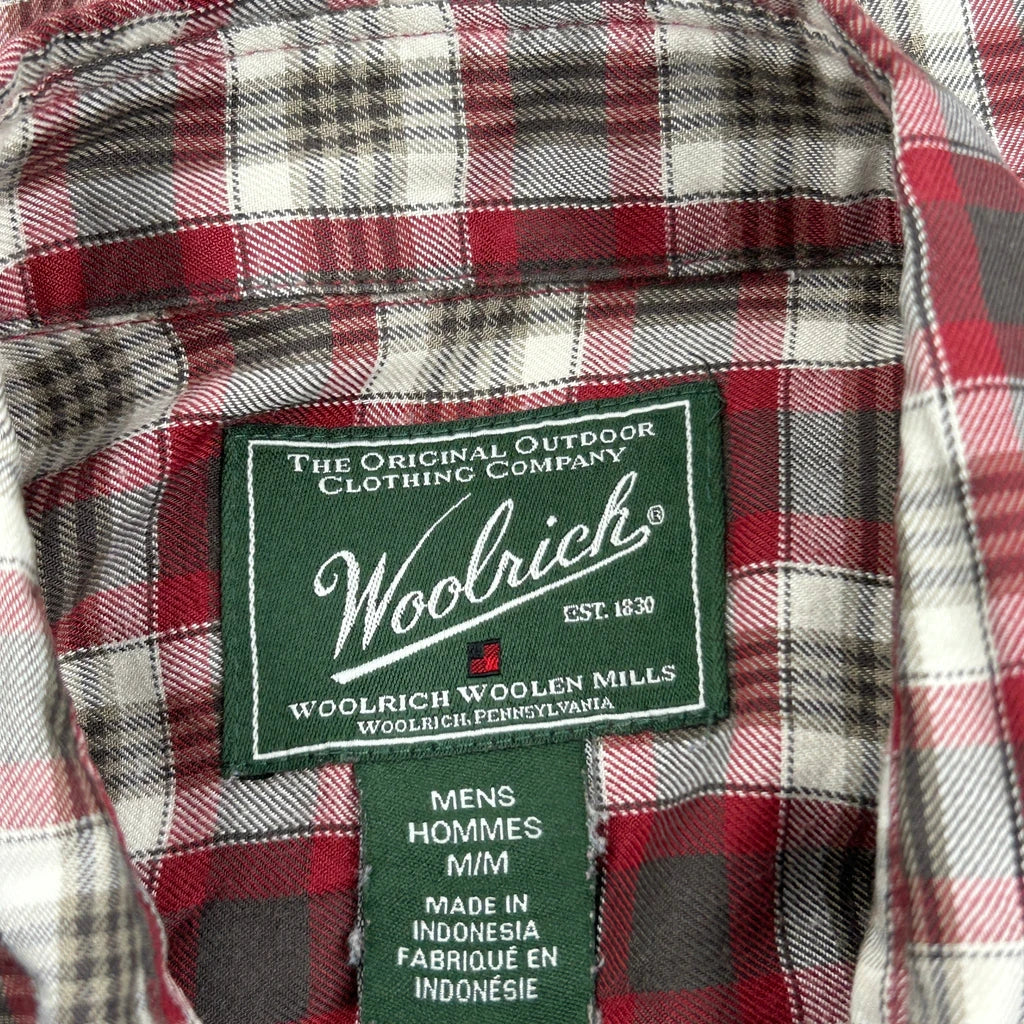 THE ORIGINAL OUTDOOR
CLOTHING COMPANY
Woolrich®
EST. 1830
WOOLRICH WOOLEN MILLS
WOOLRICH, PENNSYLVANIA
MENS
HOMMES
M/M
MADE IN
INDONESIA
FABRIQUÉ EN
INDONÉSIE